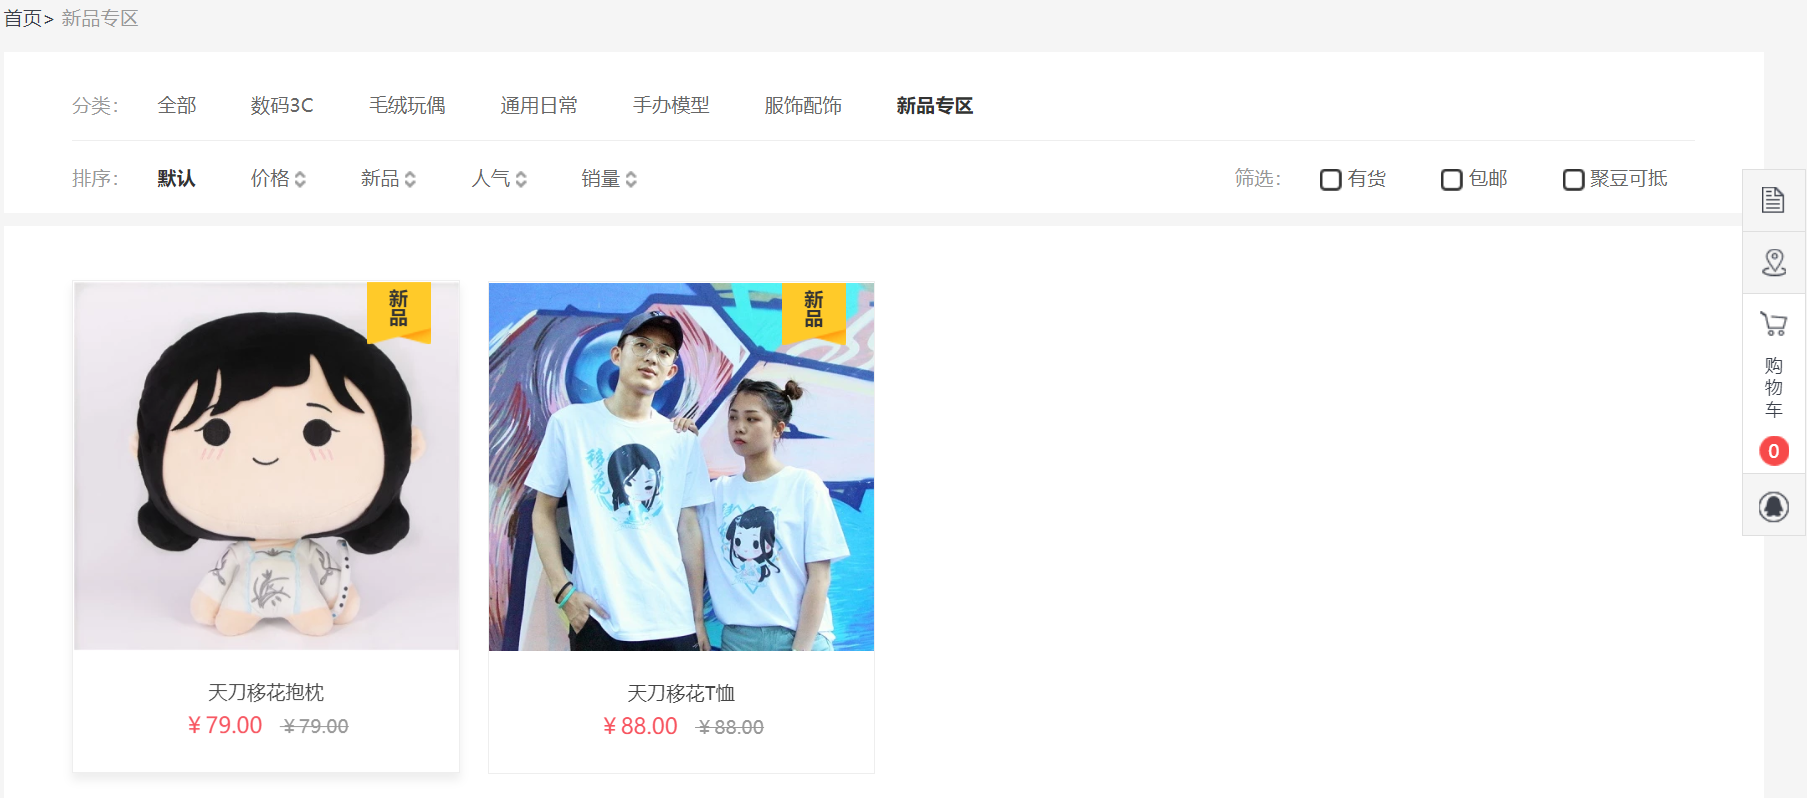 首页> 新品专区
分类： 全部 数码3C 毛绒玩偶 通用日常 手办模型 服饰配饰 新品专区
排序： 默认 价格 新品 人气 销量 筛选： 有货 包邮 聚豆可抵
新品
新品
移花
天刀移花抱枕
¥79.00 ¥79.00
天刀移花T恤
¥88.00 ¥88.00
购物车
0